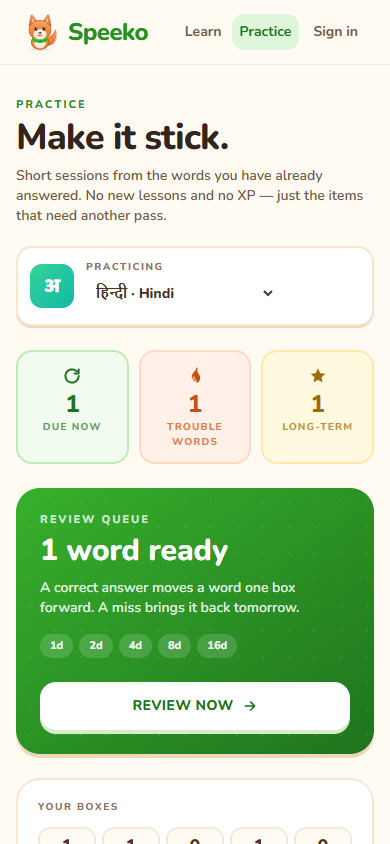 Speeko
Learn Practice Sign in
PRACTICE
Make it stick.
Short sessions from the words you have already
answered. No new lessons and no XP — just the items
that need another pass.
अ
PRACTICING
हिन्दी · Hindi
1
DUE NOW
1
TROUBLE
WORDS
1
LONG-TERM
REVIEW QUEUE
1 word ready
A correct answer moves a word one box
forward. A miss brings it back tomorrow.
1d 2d 4d 8d 16d
REVIEW NOW →
YOUR BOXES